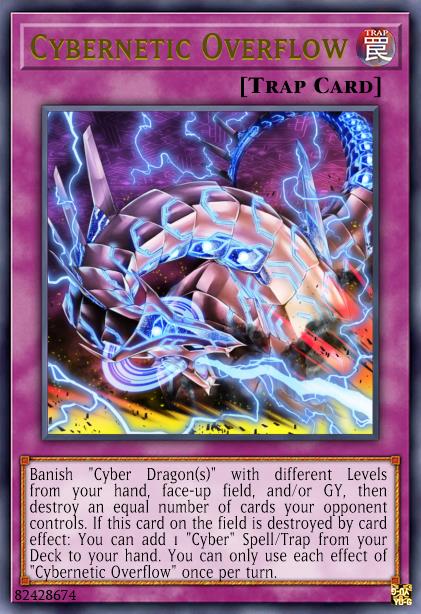 Cybernetic Overflow
TRAP
罠
[Trap Card]
Banish "Cyber Dragon(s)" with different Levels
from your hand, face-up field, and/or GY, then
destroy an equal number of cards your opponent
controls. If this card on the field is destroyed by card
effect: You can add 1 "Cyber" Spell/Trap from your
Deck to your hand. You can only use each effect of
"Cybernetic Overflow" once per turn.
82428674